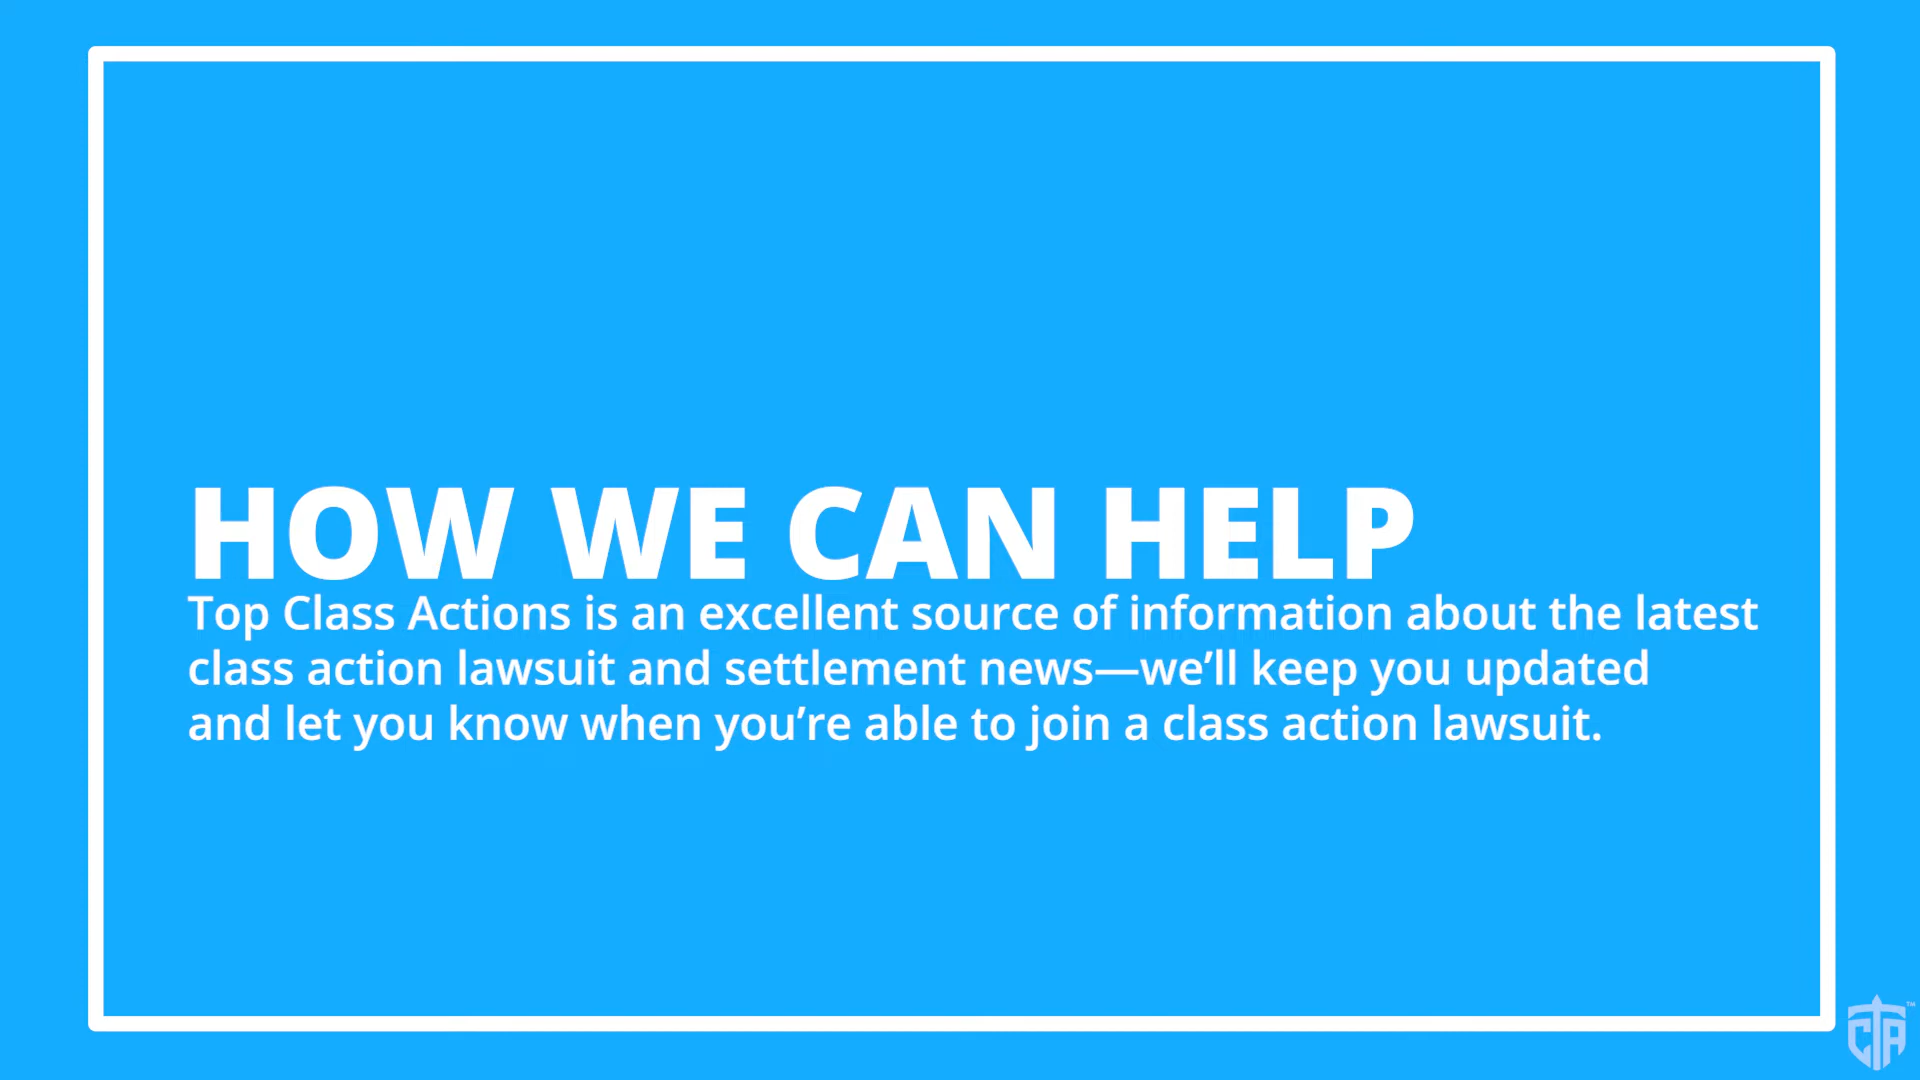 HOW WE CAN HELP
Top Class Actions is an excellent source of information about the latest
class action lawsuit and settlement news—we’ll keep you updated
and let you know when you’re able to join a class action lawsuit.
CTA™